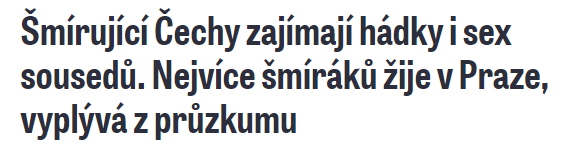 Šmírující Čechy zajímají hádky i sex
sousedů. Nejvíce šmíráků žije v Praze,
vyplývá z průzkumu